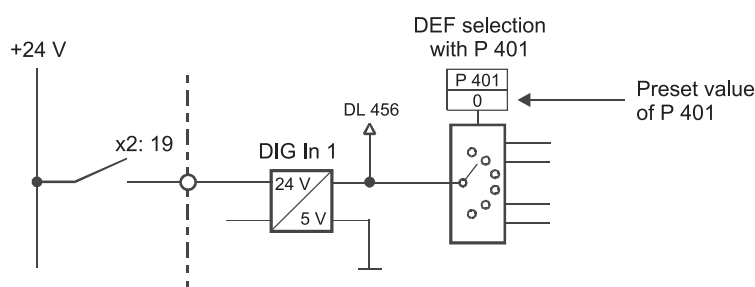 DEF selection
with P 401
+24 V
P 401
0
Preset value
of P 401
DL 456
x2: 19
DIG In 1
24 V
5 V